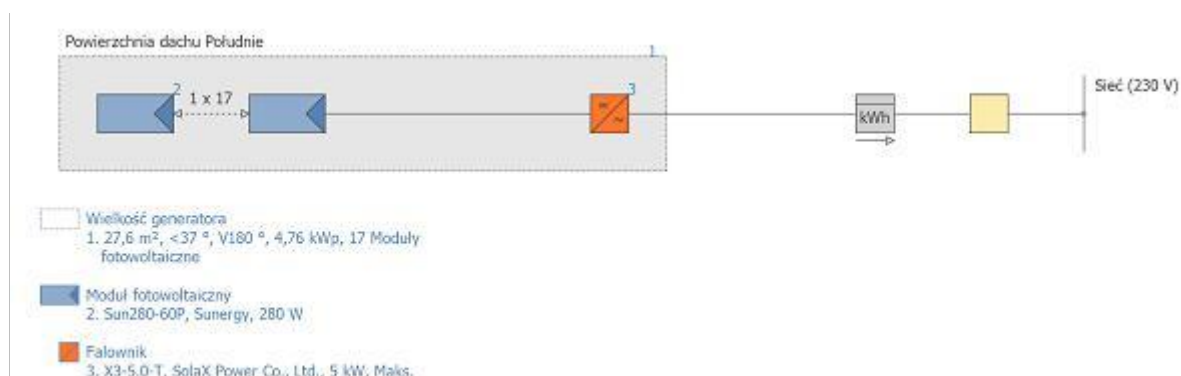 Powierzchnia dachu Południe
1
2
1 x 17
3
Sieć (230 V)
kWh
Wielkość generatora
1. 27,6 m², <37 °, V180 °, 4,76 kWp, 17 Moduły
fotowoltaiczne
Moduł fotowoltaiczny
2. Sun280-60P, Sunergy, 280 W
Falownik
3. X3-5.0-T, SolaX Power Co., Ltd., 5 kW, Maks.